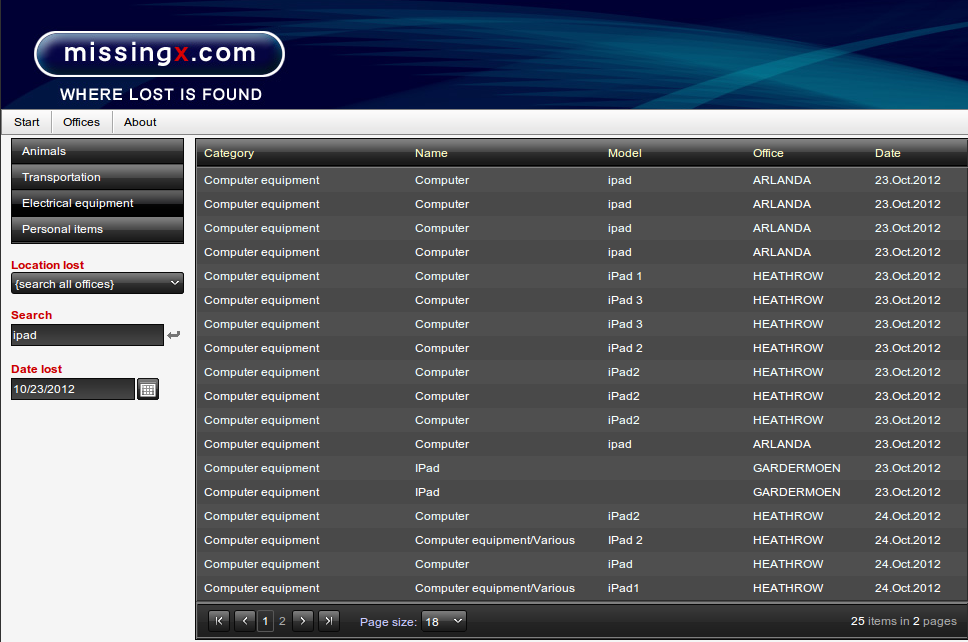 missingx.com
WHERE LOST IS FOUND
Start Offices About
Animals
Transportation
Electrical equipment
Personal items
Location lost
{search all offices}
Search
ipad
Date lost
10/23/2012
Category Name Model Office Date
Computer equipment Computer ipad ARLANDA 23.Oct.2012
Computer equipment Computer ipad ARLANDA 23.Oct.2012
Computer equipment Computer ipad ARLANDA 23.Oct.2012
Computer equipment Computer ipad ARLANDA 23.Oct.2012
Computer equipment Computer iPad 1 HEATHROW 23.Oct.2012
Computer equipment Computer iPad 3 HEATHROW 23.Oct.2012
Computer equipment Computer iPad 3 HEATHROW 23.Oct.2012
Computer equipment Computer iPad 2 HEATHROW 23.Oct.2012
Computer equipment Computer iPad2 HEATHROW 23.Oct.2012
Computer equipment Computer iPad2 HEATHROW 23.Oct.2012
Computer equipment Computer iPad2 HEATHROW 23.Oct.2012
Computer equipment Computer ipad ARLANDA 23.Oct.2012
Computer equipment IPad GARDERMOEN 23.Oct.2012
Computer equipment IPad GARDERMOEN 23.Oct.2012
Computer equipment Computer iPad2 HEATHROW 24.Oct.2012
Computer equipment Computer equipment/Various IPad 2 HEATHROW 24.Oct.2012
Computer equipment Computer iPad HEATHROW 24.Oct.2012
Computer equipment Computer equipment/Various iPad1 HEATHROW 24.Oct.2012
1 2 Page size: 18 25 items in 2 pages